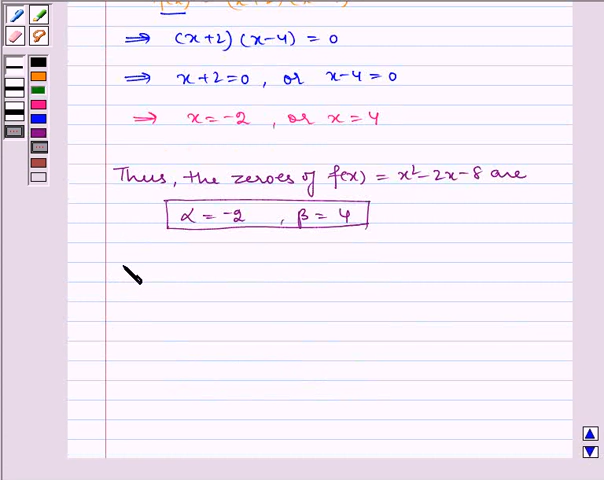 ⇒ (x+2)(x-4) = 0
⇒ x+2=0, or x-4=0
⇒ x=-2, or x=4
Thus, the zeroes of f(x) = x²-2x-8 are
α = -2, β = 4